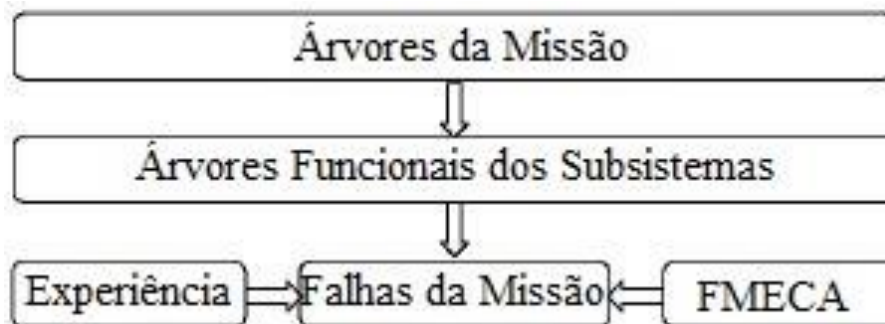 Árvores da Missão
Árvores Funcionais dos Subsistemas
Experiência
Falhas da Missão
FMECA